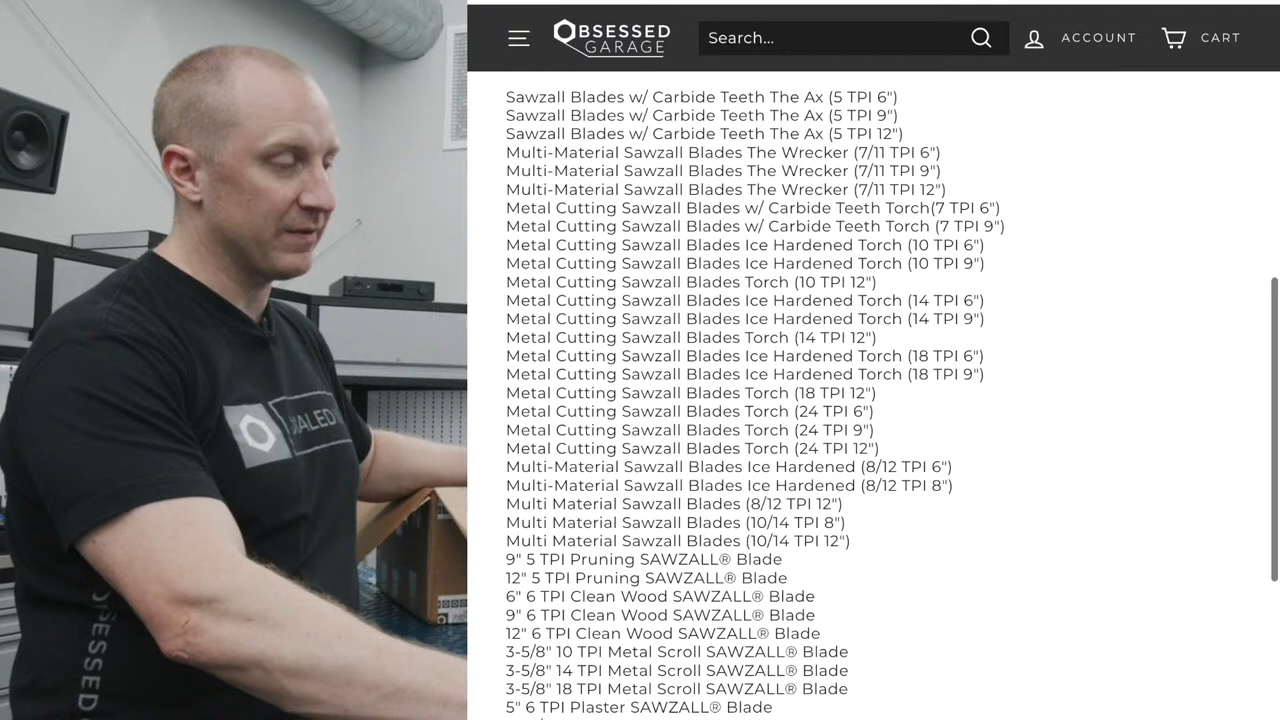 OBSESSED
GARAGE
Search...
ACCOUNT
CART
Sawzall Blades w/ Carbide Teeth The Ax (5 TPI 6")
Sawzall Blades w/ Carbide Teeth The Ax (5 TPI 9")
Sawzall Blades w/ Carbide Teeth The Ax (5 TPI 12")
Multi-Material Sawzall Blades The Wrecker (7/11 TPI 6")
Multi-Material Sawzall Blades The Wrecker (7/11 TPI 9")
Multi-Material Sawzall Blades The Wrecker (7/11 TPI 12")
Metal Cutting Sawzall Blades w/ Carbide Teeth Torch(7 TPI 6")
Metal Cutting Sawzall Blades w/ Carbide Teeth Torch (7 TPI 9")
Metal Cutting Sawzall Blades Ice Hardened Torch (10 TPI 6")
Metal Cutting Sawzall Blades Ice Hardened Torch (10 TPI 9")
Metal Cutting Sawzall Blades Torch (10 TPI 12")
Metal Cutting Sawzall Blades Ice Hardened Torch (14 TPI 6")
Metal Cutting Sawzall Blades Ice Hardened Torch (14 TPI 9")
Metal Cutting Sawzall Blades Torch (14 TPI 12")
Metal Cutting Sawzall Blades Ice Hardened Torch (18 TPI 6")
Metal Cutting Sawzall Blades Ice Hardened Torch (18 TPI 9")
Metal Cutting Sawzall Blades Torch (18 TPI 12")
Metal Cutting Sawzall Blades Torch (24 TPI 6")
Metal Cutting Sawzall Blades Torch (24 TPI 9")
Metal Cutting Sawzall Blades Torch (24 TPI 12")
Multi-Material Sawzall Blades Ice Hardened (8/12 TPI 6")
Multi-Material Sawzall Blades Ice Hardened (8/12 TPI 8")
Multi Material Sawzall Blades (8/12 TPI 12")
Multi Material Sawzall Blades (10/14 TPI 8")
Multi Material Sawzall Blades (10/14 TPI 12")
9" 5 TPI Pruning SAWZALL® Blade
12" 5 TPI Pruning SAWZALL® Blade
6" 6 TPI Clean Wood SAWZALL® Blade
9" 6 TPI Clean Wood SAWZALL® Blade
12" 6 TPI Clean Wood SAWZALL® Blade
3-5/8" 10 TPI Metal Scroll SAWZALL® Blade
3-5/8" 14 TPI Metal Scroll SAWZALL® Blade
3-5/8" 18 TPI Metal Scroll SAWZALL® Blade
5" 6 TPI Plaster SAWZALL® Blade
OBSESSED